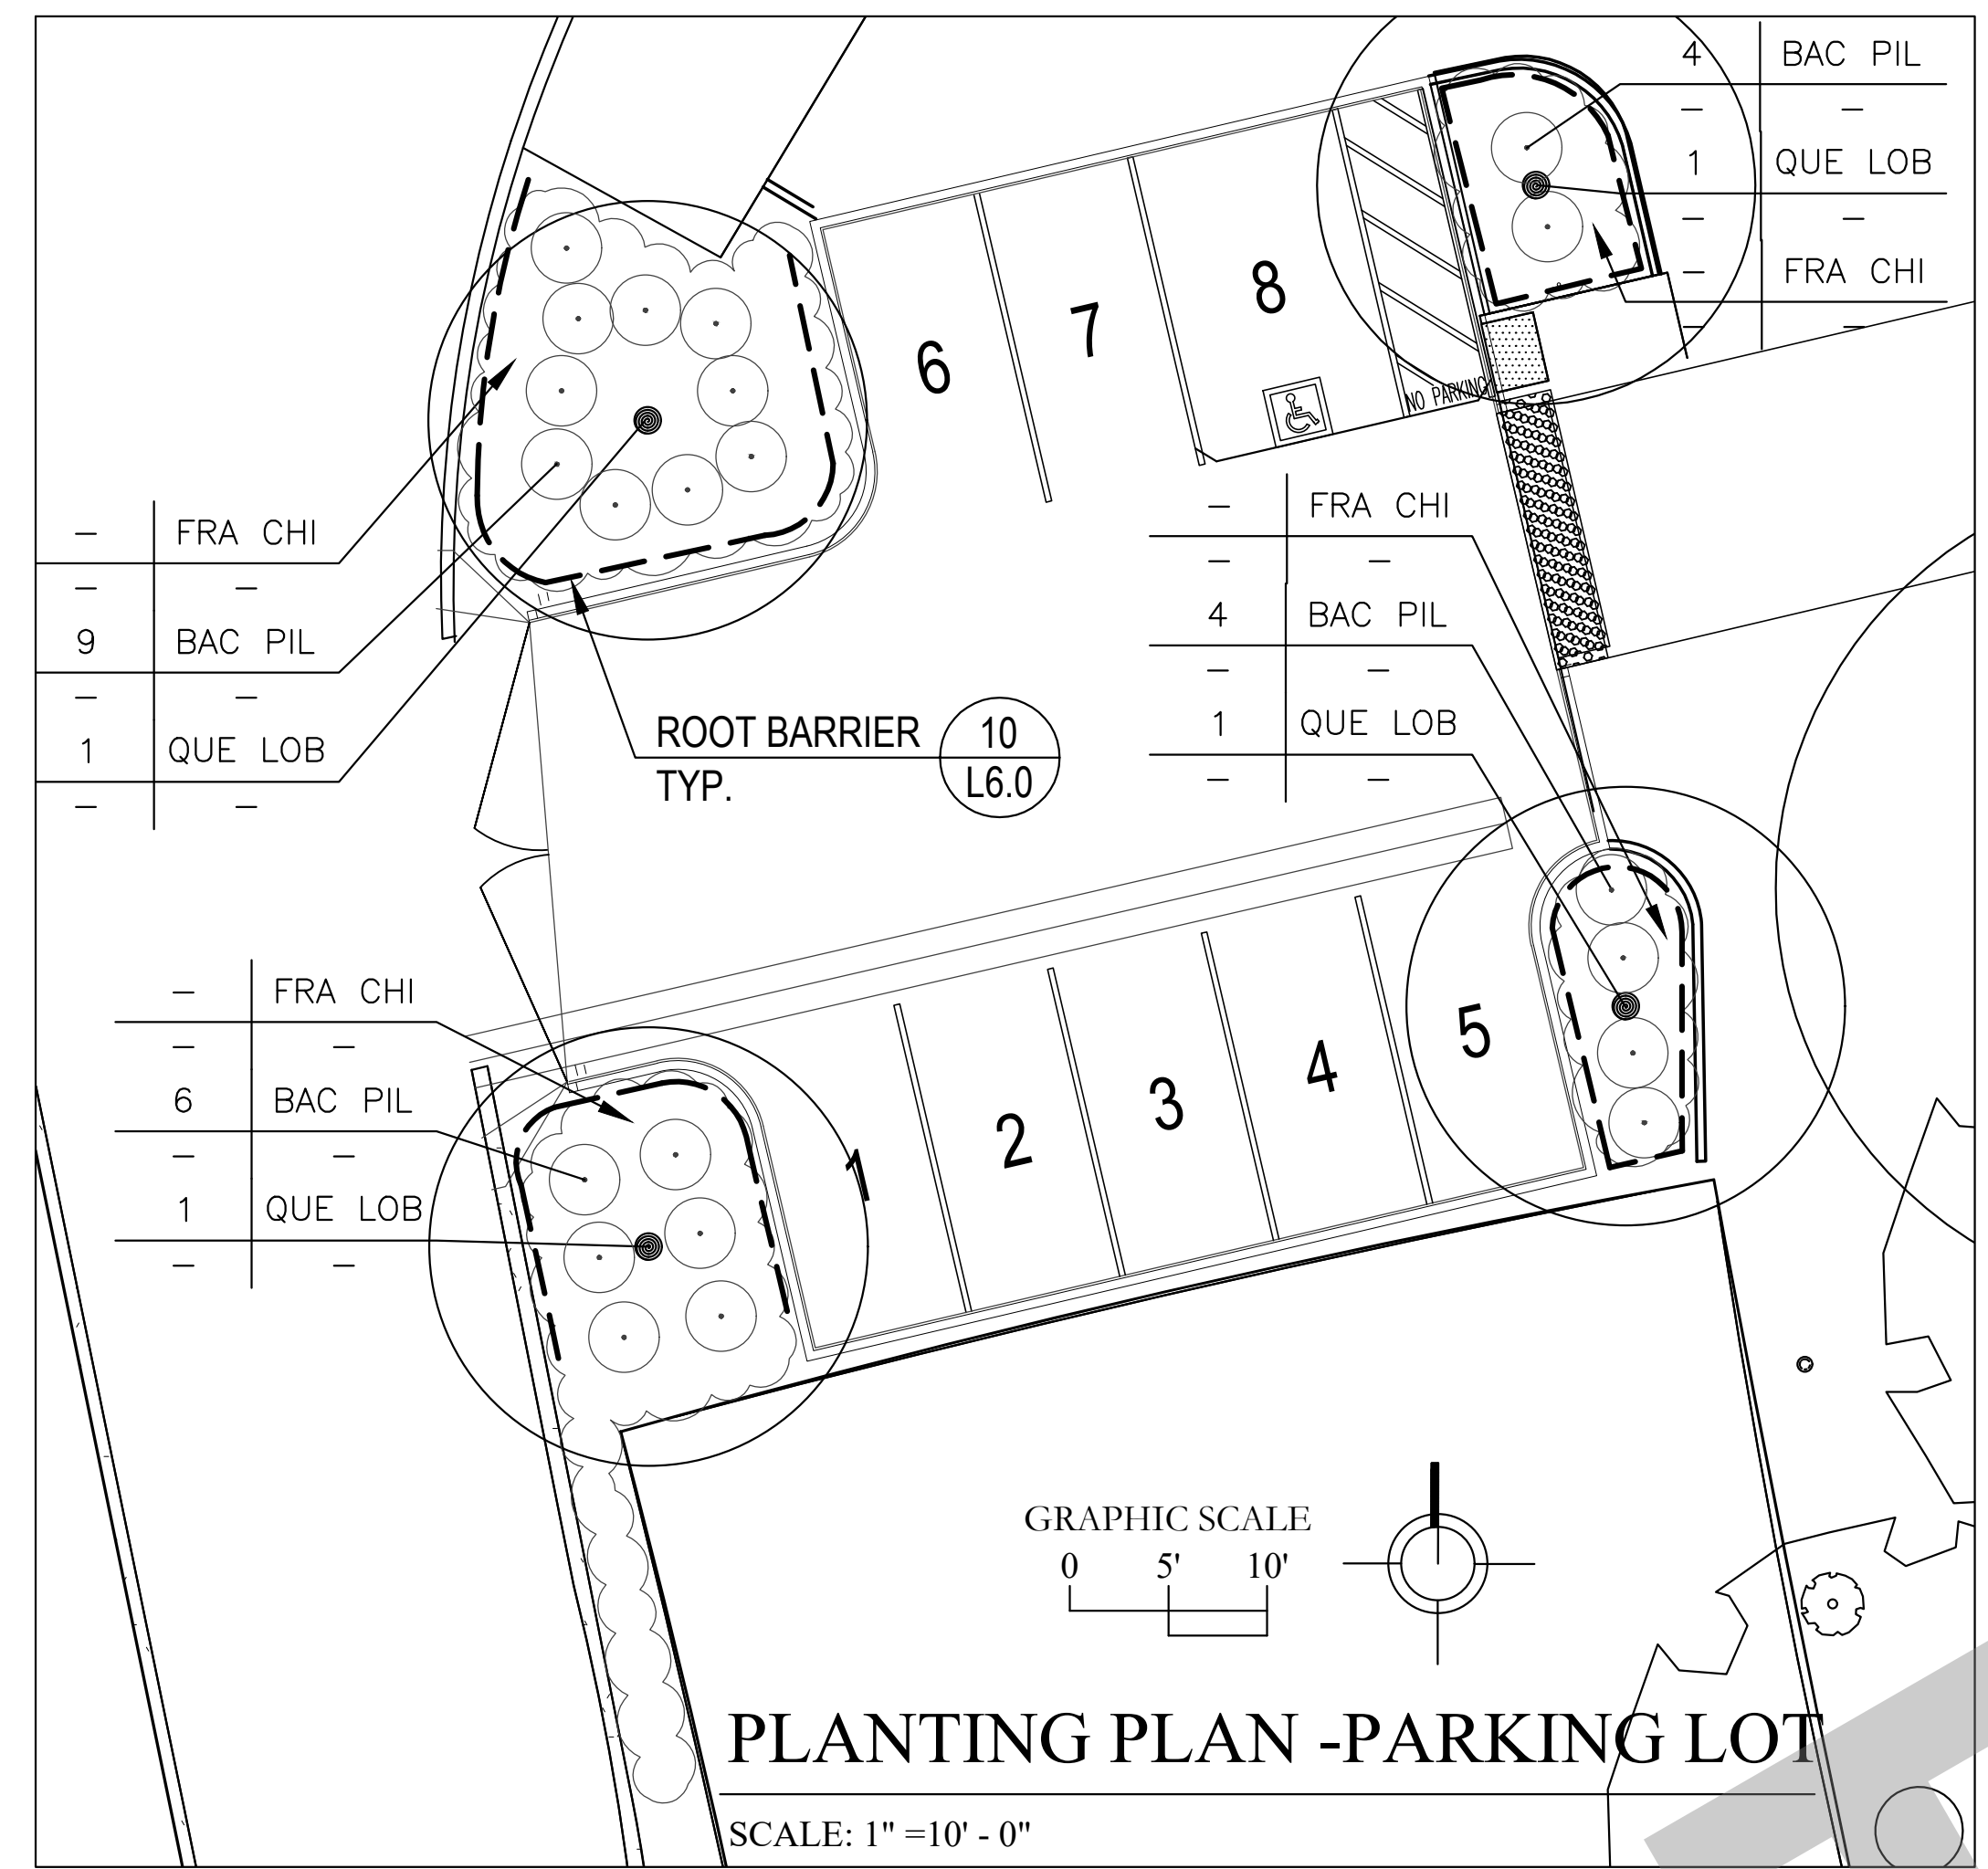 4 BAC PIL
– –
1 QUE LOB
– –
– FRA CHI
– –
6
7
8
NO PARKING
– FRA CHI
– –
9 BAC PIL
– –
1 QUE LOB
– –
– FRA CHI
– –
4 BAC PIL
– –
1 QUE LOB
– –
ROOT BARRIER
TYP.
10
L6.0
– FRA CHI
– –
6 BAC PIL
– –
1 QUE LOB
– –
1
2
3
4
5
GRAPHIC SCALE
0 5' 10'
PLANTING PLAN -PARKING LOT
SCALE: 1" =10' - 0"